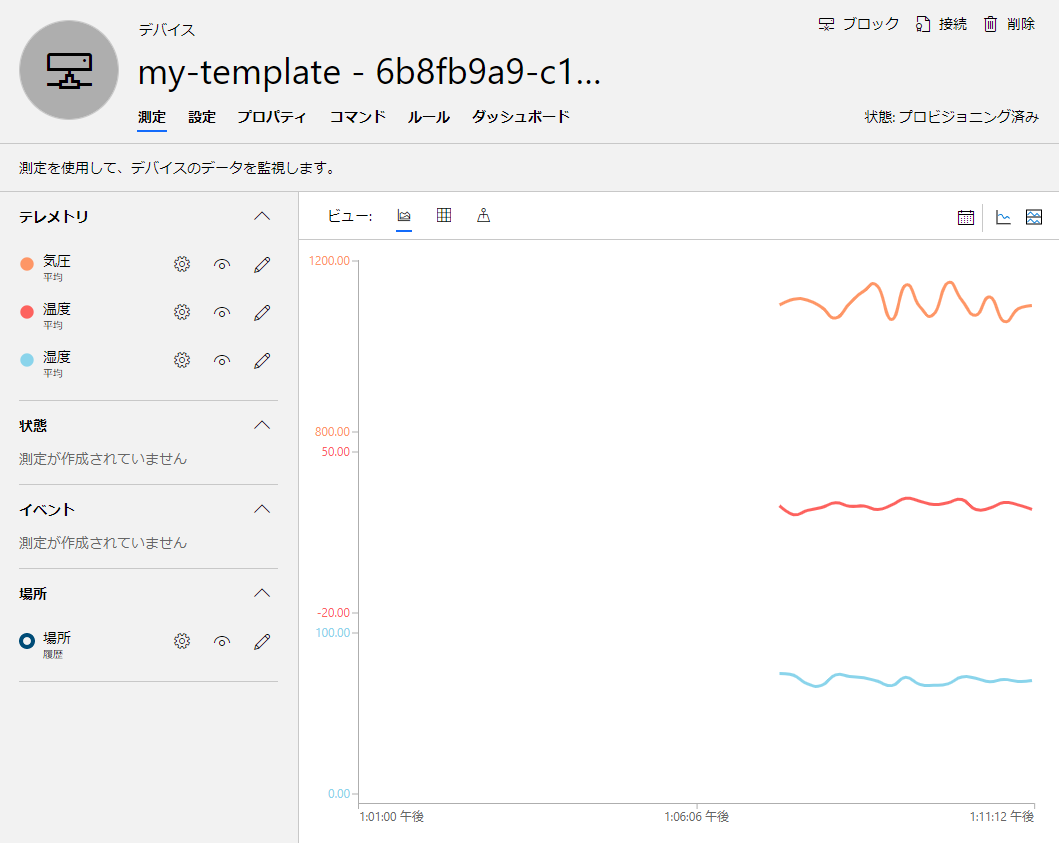 デバイス
ブロック 接続 削除
my-template - 6b8fb9a9-c1...
測定 設定 プロパティ コマンド ルール ダッシュボード
状態: プロビジョニング済み
測定を使用して、デバイスのデータを監視します。
テレメトリ
気圧
平均
温度
平均
湿度
平均
状態
測定が作成されていません
イベント
測定が作成されていません
場所
場所
履歴
ビュー:
1200.00
800.00
50.00
-20.00
100.00
0.00
1:01:00 午後 1:06:06 午後 1:11:12 午後